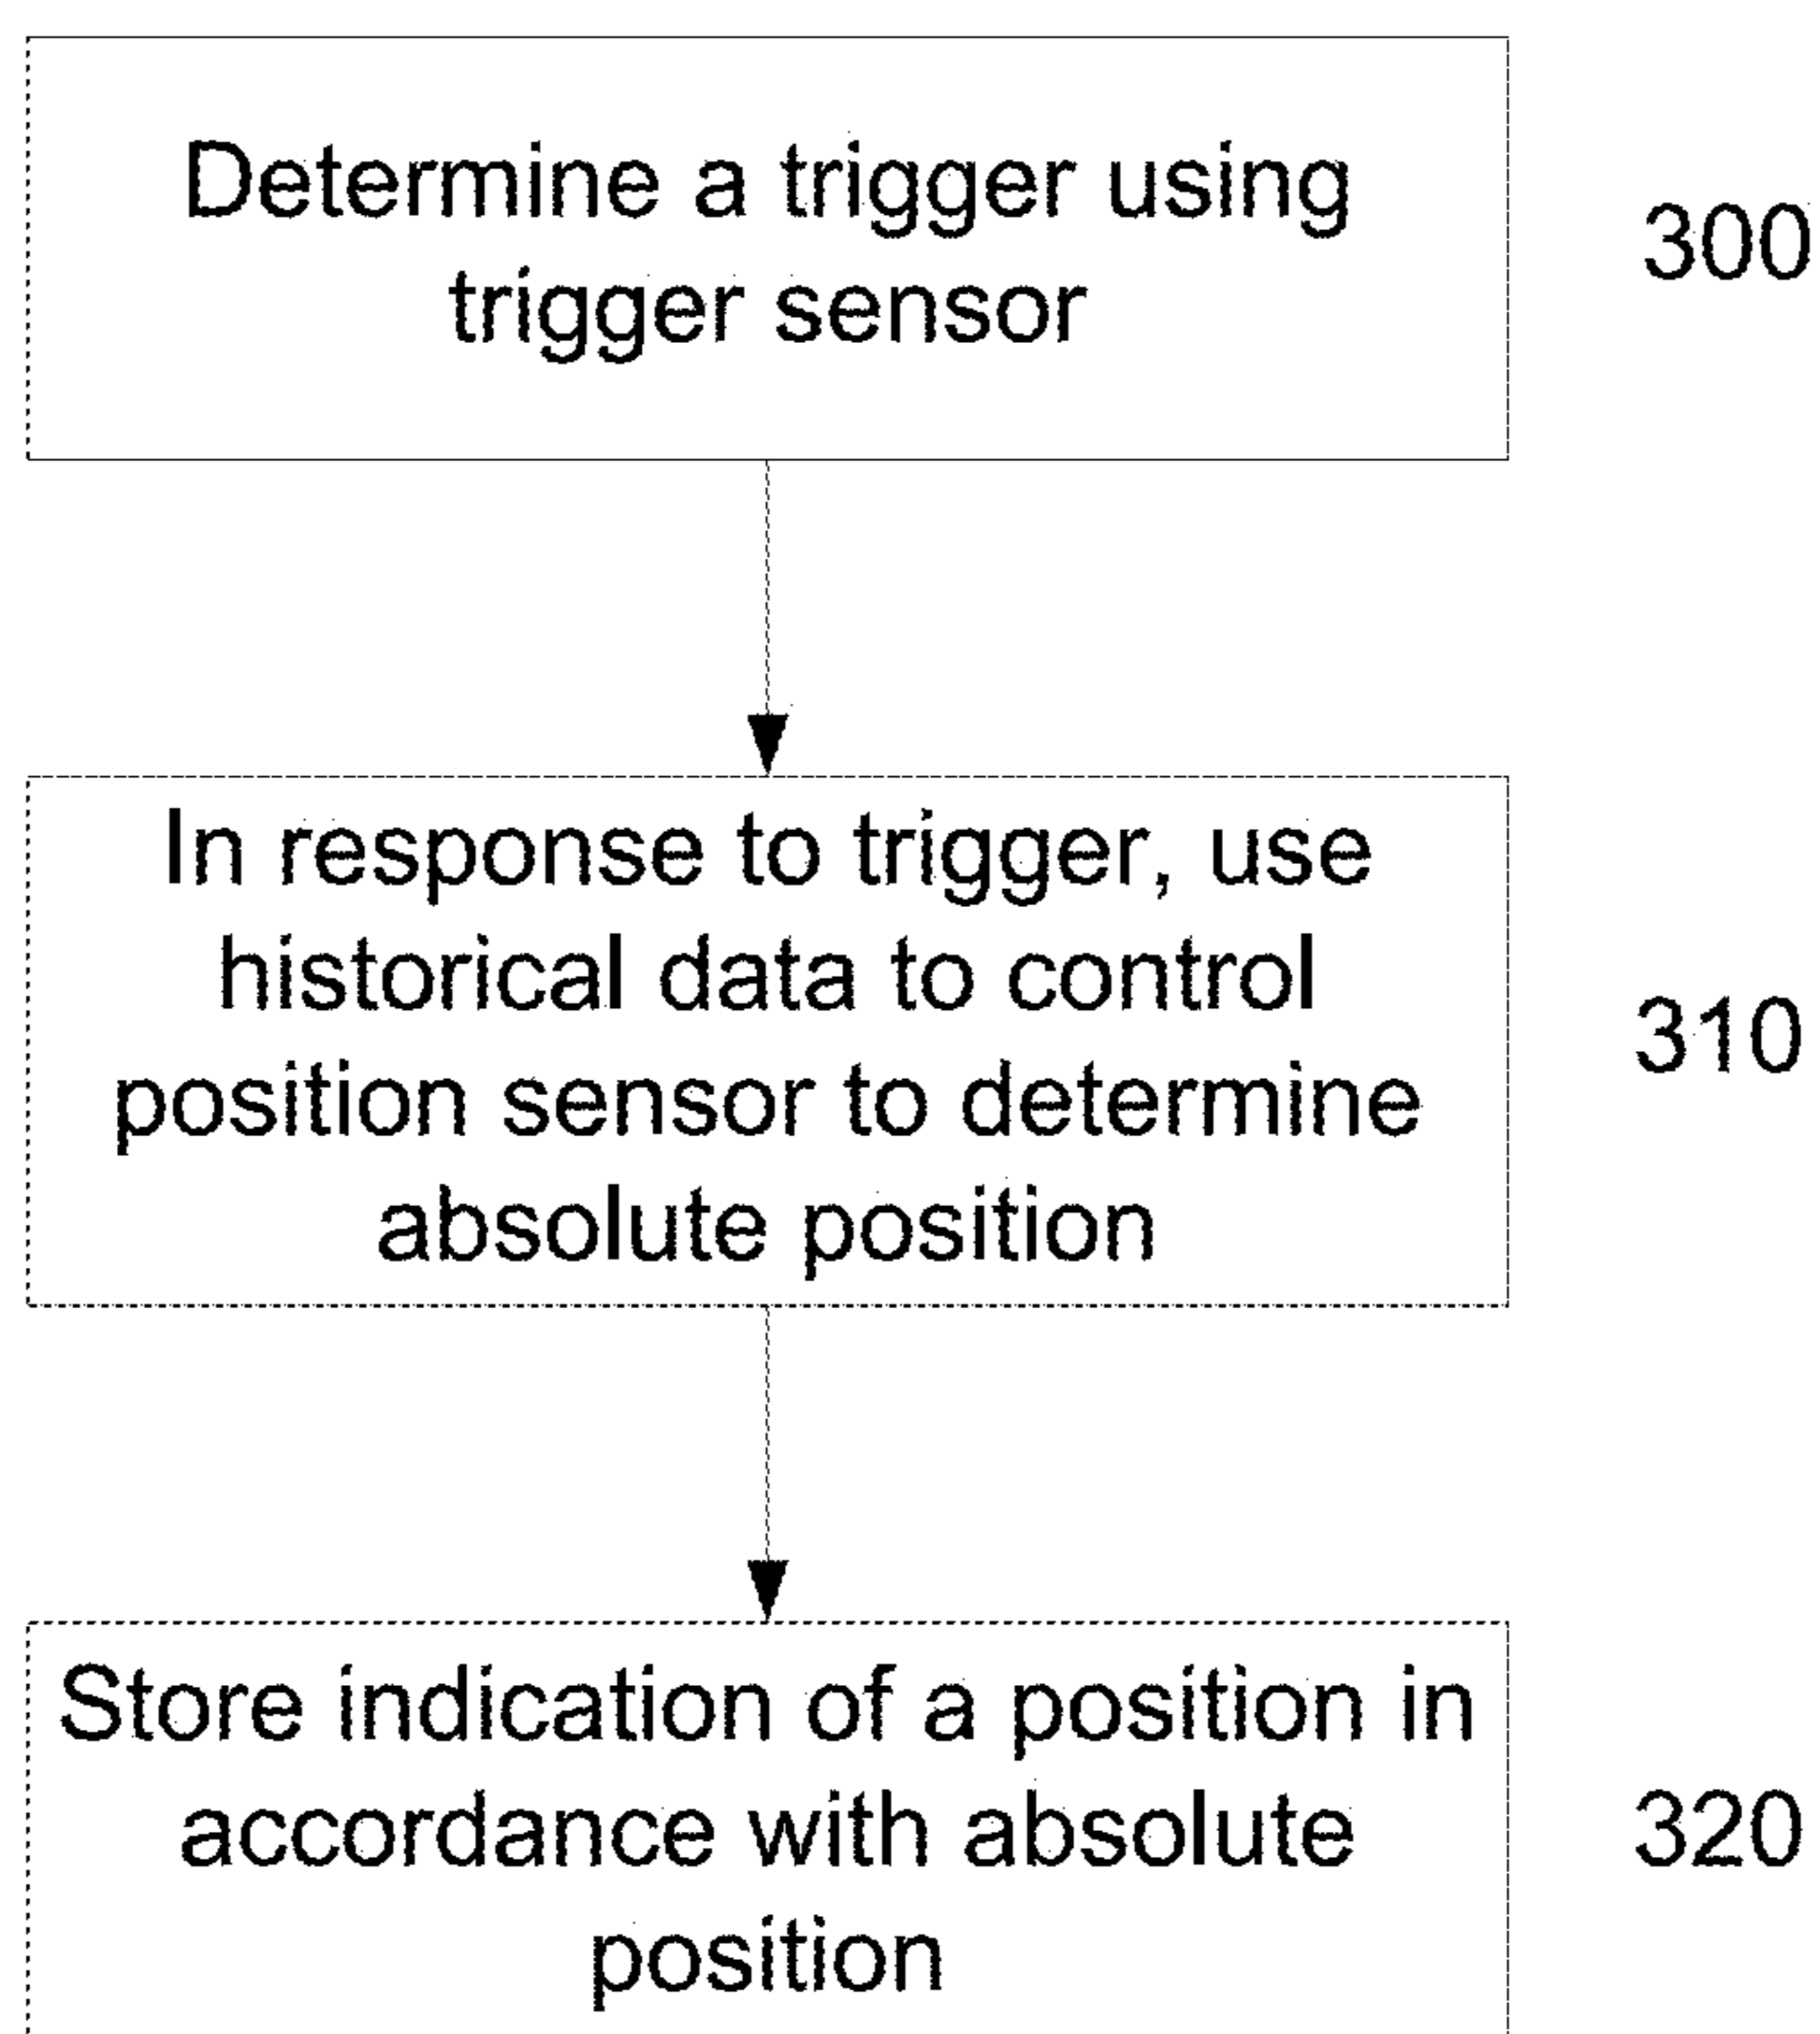 Determine a trigger using
trigger sensor
300
In response to trigger, use
historical data to control
position sensor to determine
absolute position
310
Store indication of a position in
accordance with absolute
position
320